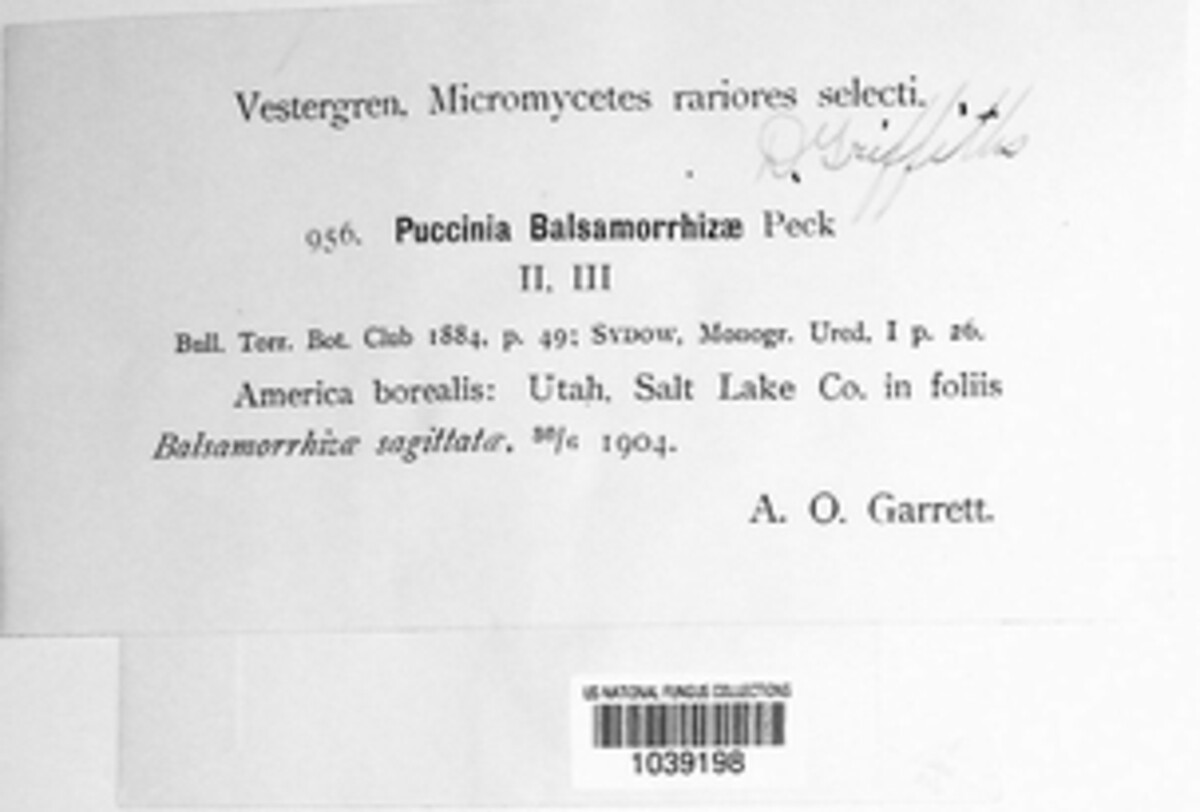 Vestergren. Micromycetes rariores selecti.
D. Griffiths
956. Puccinia Balsamorrhizæ Peck
II, III
Bull. Torr. Bot. Club 1884, p. 49; SYDOW, Monogr. Ured. I p. 26.
America borealis: Utah, Salt Lake Co. in foliis
Balsamorrhizæ sagittatæ. /6 1904.
A. O. Garrett.
US NATIONAL FUNGUS COLLECTIONS
1039198